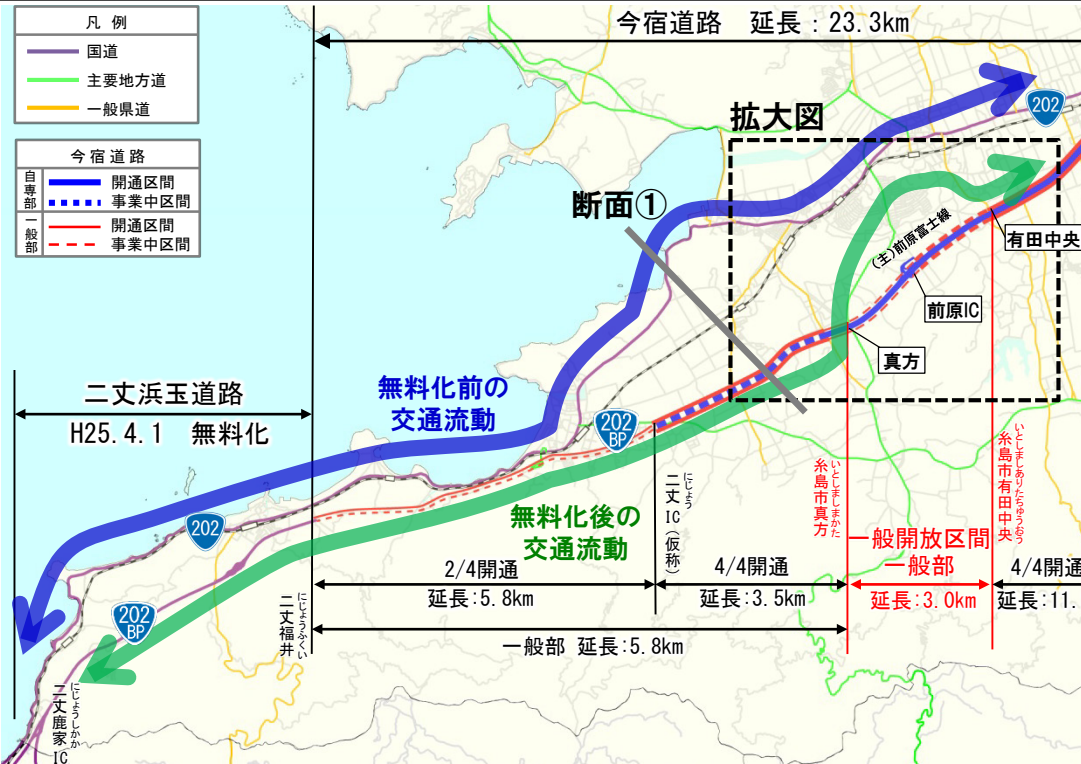 凡 例
国道
主要地方道
一般県道
今宿道路
自専部
開通区間
事業中区間
一般部
開通区間
事業中区間
今宿道路 延長：23.3km
202
拡大図
断面①
(主)前原富士線
有田中央
前原IC
真方
二丈浜玉道路
H25.4.1 無料化
無料化前の
交通流動
202
BP
202
無料化後の
交通流動
202
BP
にじょう
二丈IC(仮称)
いとしましまかた
糸島市真方
いとしましありたちゅうおう
糸島市有田中央
一般開放区間
一般部
2/4開通
延長:5.8km
4/4開通
延長:3.5km
延長:3.0km
4/4開通
延長:11.
にじょうふくい
二丈福井
一般部 延長:5.8km
にじょうしかか
二丈鹿家IC